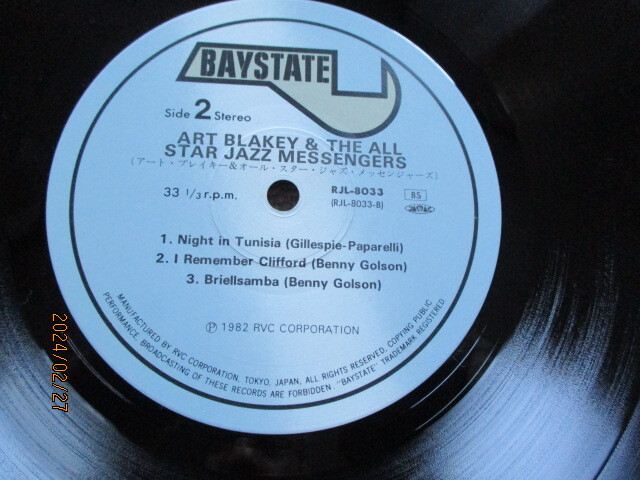 BAYSTATE
Side 2 Stereo
ART BLAKEY & THE ALL
STAR JAZZ MESSENGERS
(アート・ブレイキー&オール・スター・ジャズ・メッセンジャーズ)
33 1/3 r.p.m.
RJL-8033
(RJL-8033-B)
RS
1. Night in Tunisia (Gillespie-Paparelli)
2. I Remember Clifford (Benny Golson)
3. Briellsamba (Benny Golson)
Ⓟ 1982 RVC CORPORATION
MANUFACTURED BY RVC CORPORATION, TOKYO, JAPAN, ALL RIGHTS RESERVED, COPYING PUBLIC
PERFORMANCE, BROADCASTING OF THESE RECORDS ARE FORBIDDEN. "BAYSTATE" TRADEMARK REGISTERED
2024/02/27